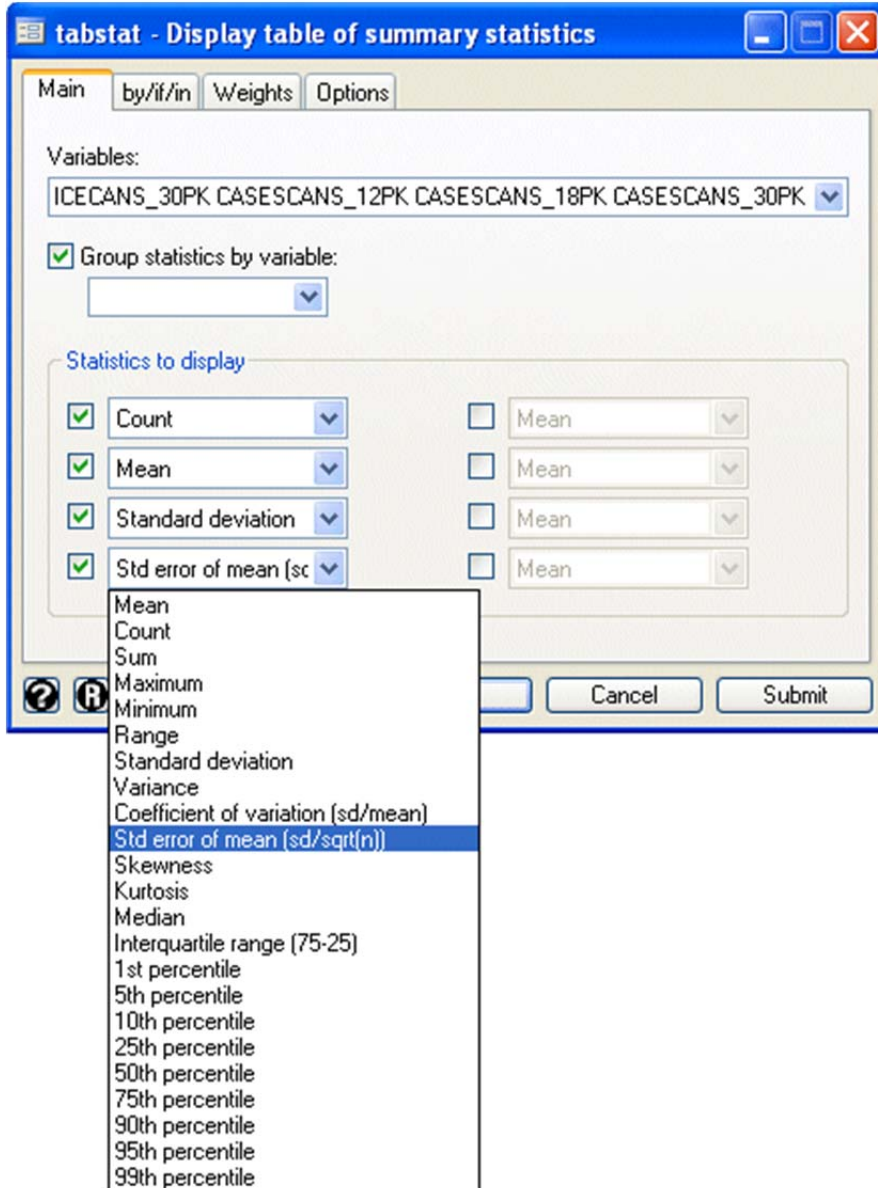 tabstat - Display table of summary statistics
Main by/if/in Weights Options
Variables:
ICECANS_30PK CASESCANS_12PK CASESCANS_18PK CASESCANS_30PK
Group statistics by variable:
Statistics to display
Count Mean
Mean Mean
Standard deviation Mean
Std error of mean (sc Mean
Mean
Count
Sum
Maximum
Minimum
Range
Standard deviation
Variance
Coefficient of variation (sd/mean)
Std error of mean (sd/sqrt(n))
Skewness
Kurtosis
Median
Interquartile range (75-25)
1st percentile
5th percentile
10th percentile
25th percentile
50th percentile
75th percentile
90th percentile
95th percentile
99th percentile
? R Cancel Submit